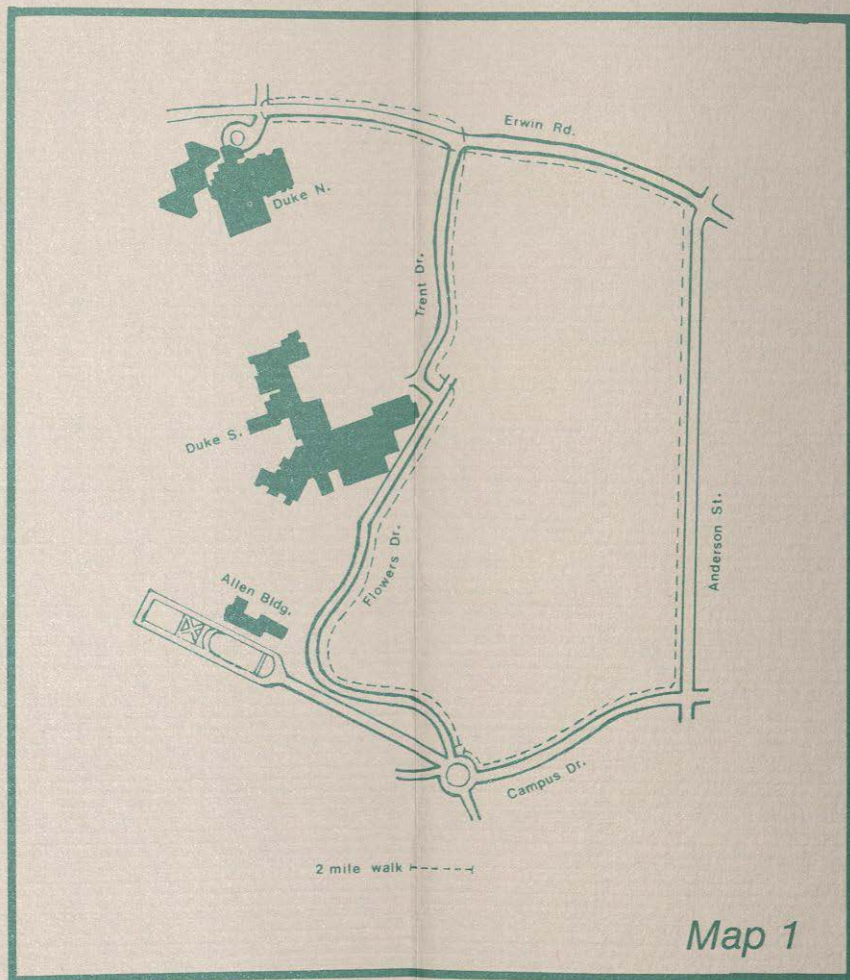 Erwin Rd.
Duke N.
Trent Dr.
Duke S.
Anderson St.
Flowers Dr.
Allen Bldg.
Campus Dr.
2 mile walk
Map 1